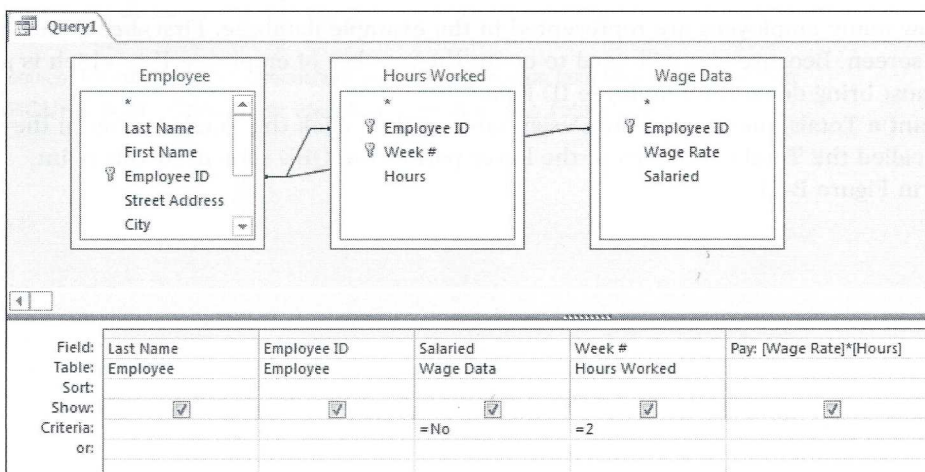 Query1
Employee
*
Last Name
First Name
Employee ID
Street Address
City
Hours Worked
*
Employee ID
Week #
Hours
Wage Data
*
Employee ID
Wage Rate
Salaried
Field: Last Name Employee ID Salaried Week # Pay: [Wage Rate]*[Hours]
Table: Employee Employee Wage Data Hours Worked
Sort:
Show:
Criteria: =No =2
or: